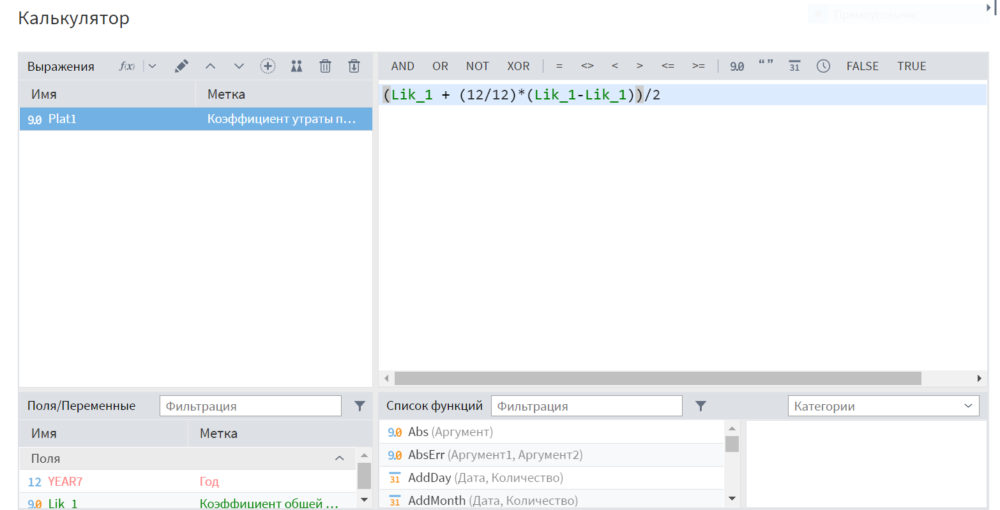 Калькулятор
Прямоугольник
Выражения f(x)
AND OR NOT XOR = <> < > <= >= 9.0 “ ” 31 FALSE TRUE
Имя Метка
(Lik_1 + (12/12)*(Lik_1-Lik_1))/2
9.0 Plat1 Коэффициент утраты п…
Поля/Переменные Фильтрация
Список функций Фильтрация Категории
Имя Метка
9.0 Abs (Аргумент)
Поля
9.0 AbsErr (Аргумент1, Аргумент2)
12 YEAR7 Год
31 AddDay (Дата, Количество)
9.0 Lik_1 Коэффициент общей …
31 AddMonth (Дата, Количество)